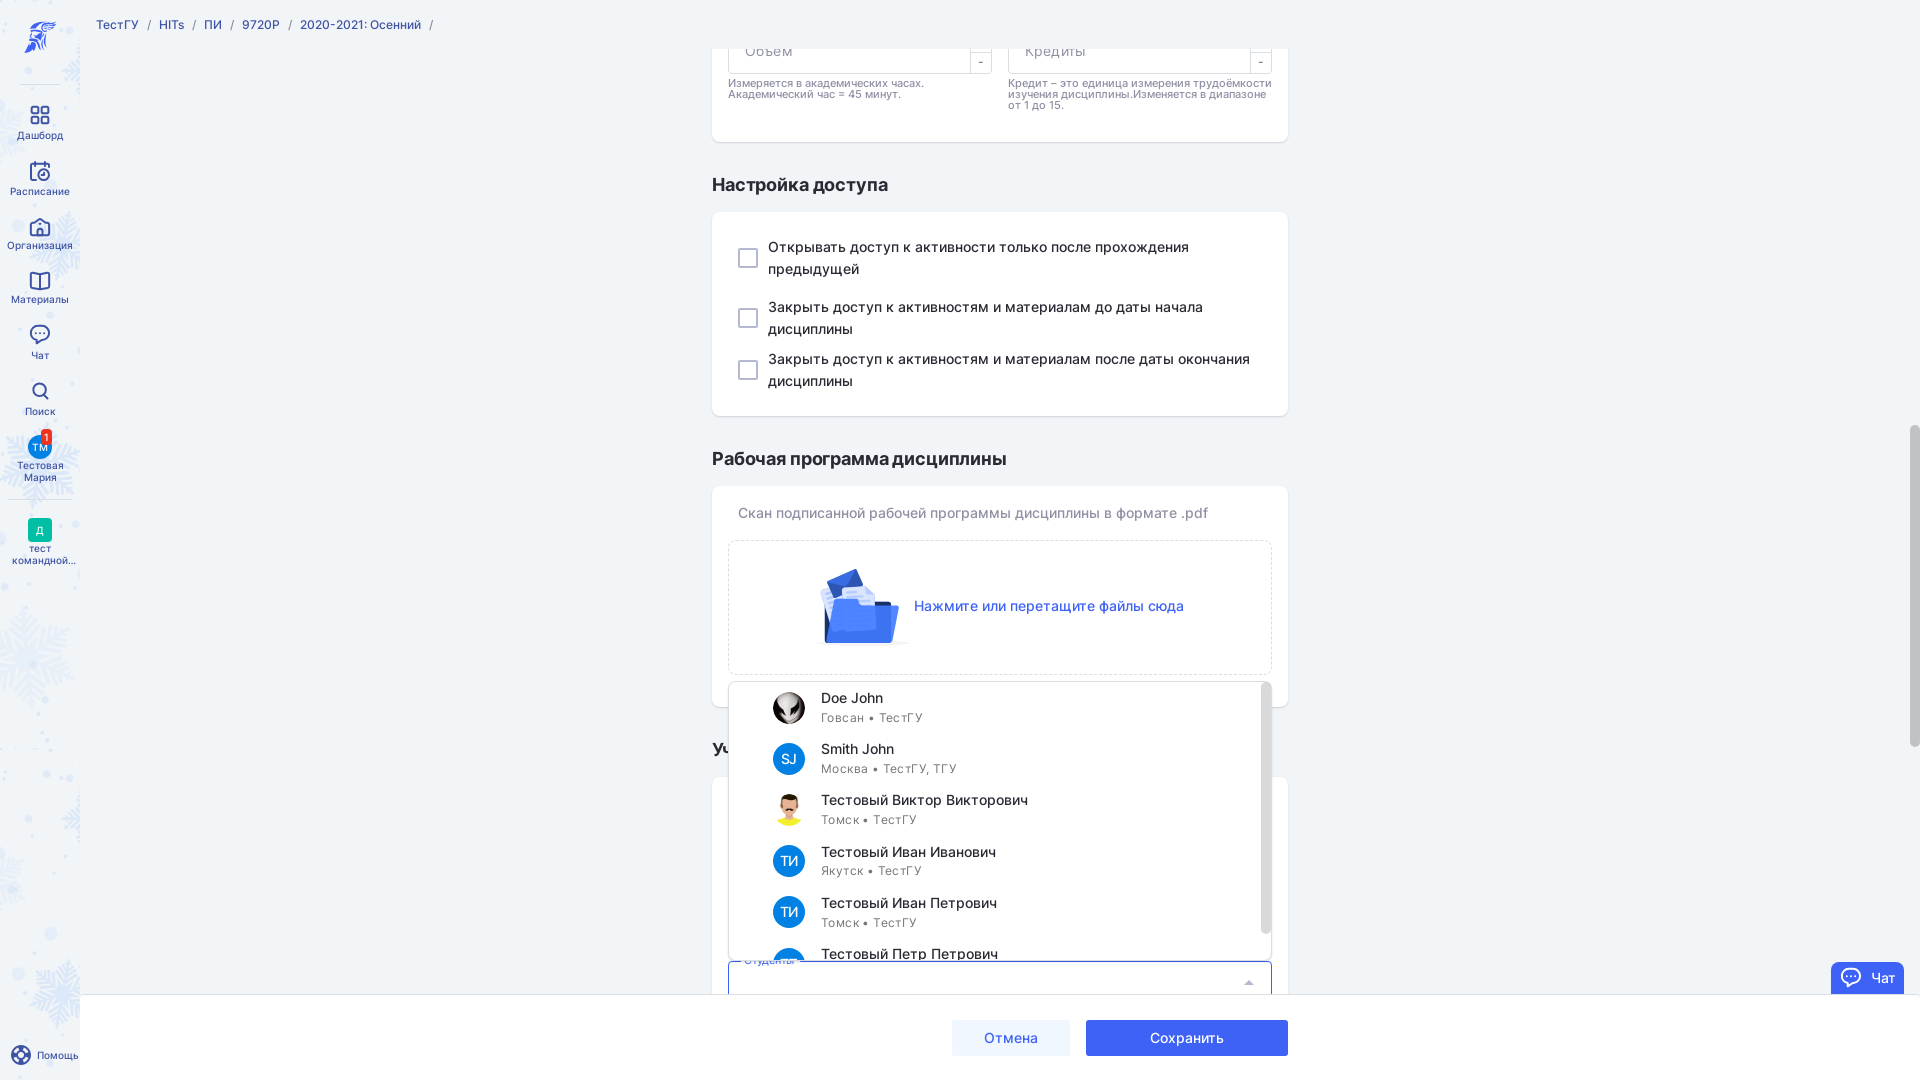 ТестГУ / HITs / ПИ / 9720Р / 2020-2021: Осенний /
Дашборд
Расписание
Организация
Материалы
Чат
Поиск
ТМ
1
Тестовая
Мария
Д
тест
командной...
Помощь
Объем
-
Кредиты
-
Измеряется в академических часах.
Академический час = 45 минут.
Кредит – это единица измерения трудоёмкости
изучения дисциплины.Изменяется в диапазоне
от 1 до 15.
Настройка доступа
Открывать доступ к активности только после прохождения
предыдущей
Закрыть доступ к активностям и материалам до даты начала
дисциплины
Закрыть доступ к активностям и материалам после даты окончания
дисциплины
Рабочая программа дисциплины
Скан подписанной рабочей программы дисциплины в формате .pdf
Нажмите или перетащите файлы сюда
Doe John
Говсан • ТестГУ
SJ
Smith John
Москва • ТестГУ, ТГУ
Тестовый Виктор Викторович
Томск • ТестГУ
ТИ
Тестовый Иван Иванович
Якутск • ТестГУ
ТИ
Тестовый Иван Петрович
Томск • ТестГУ
Тестовый Петр Петрович
Студенты
Чат
Отмена
Сохранить